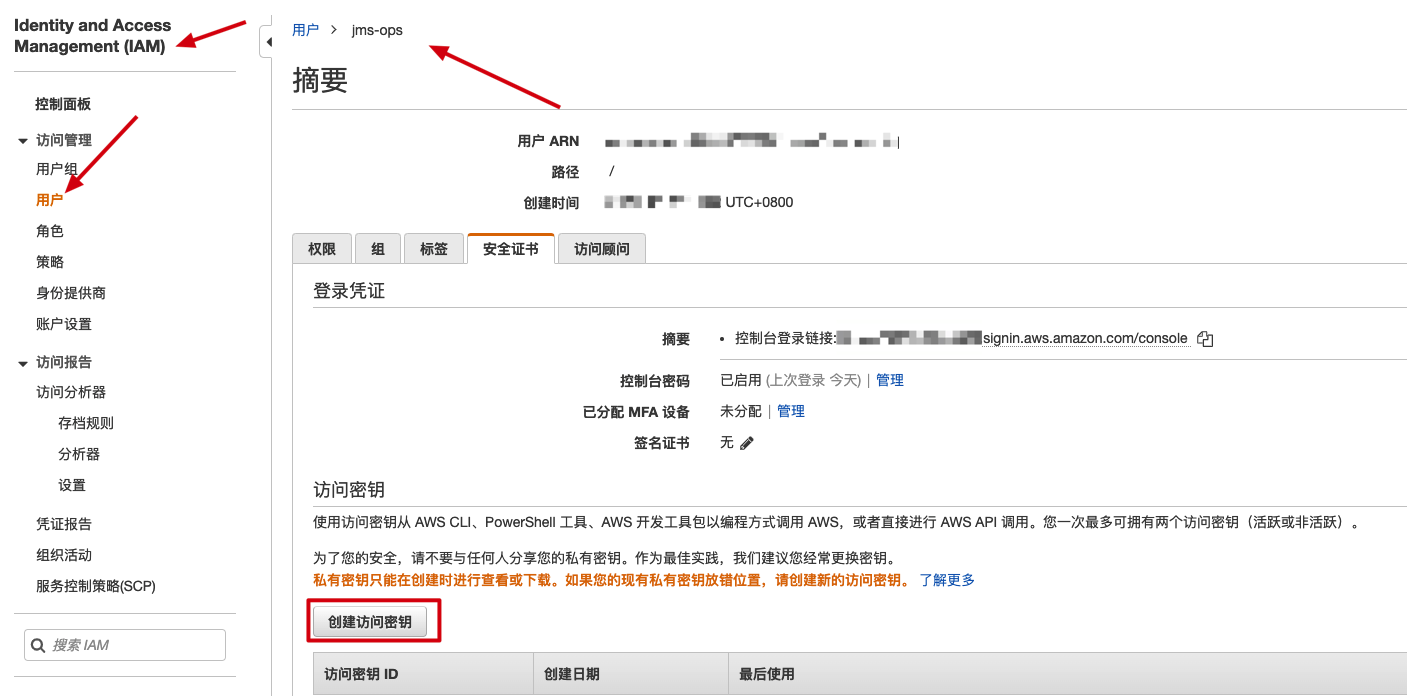 Identity and Access
Management (IAM)
控制面板
访问管理
用户组
用户
角色
策略
身份提供商
账户设置
访问报告
访问分析器
存档规则
分析器
设置
凭证报告
组织活动
服务控制策略(SCP)
搜索 IAM
用户 > jms-ops
摘要
用户 ARN
路径 /
创建时间 UTC+0800
权限 组 标签 安全证书 访问顾问
登录凭证
摘要 • 控制台登录链接: signin.aws.amazon.com/console
控制台密码 已启用 (上次登录 今天) | 管理
已分配 MFA 设备 未分配 | 管理
签名证书 无
访问密钥
使用访问密钥从 AWS CLI、PowerShell 工具、AWS 开发工具包以编程方式调用 AWS，或者直接进行 AWS API 调用。您一次最多可拥有两个访问密钥（活跃或非活跃）。
为了您的安全，请不要与任何人分享您的私有密钥。作为最佳实践，我们建议您经常更换密钥。
私有密钥只能在创建时进行查看或下载。如果您的现有私有密钥放错位置，请创建新的访问密钥。 了解更多
创建访问密钥
访问密钥 ID 创建日期 最后使用